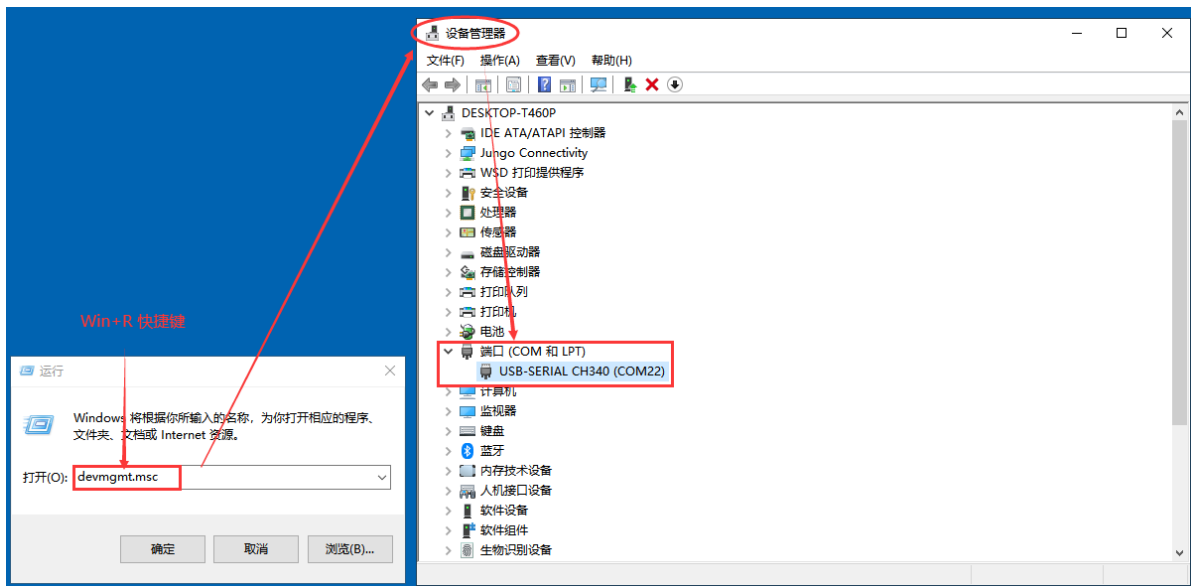 设备管理器
文件(F) 操作(A) 查看(V) 帮助(H)
DESKTOP-T460P
IDE ATA/ATAPI 控制器
Jungo Connectivity
WSD 打印提供程序
安全设备
处理器
传感器
磁盘驱动器
存储控制器
打印队列
打印机
电池
端口 (COM 和 LPT)
USB-SERIAL CH340 (COM22)
计算机
监视器
键盘
蓝牙
内存技术设备
人机接口设备
软件设备
软件组件
生物识别设备
Win+R 快捷键
运行
Windows 将根据你所输入的名称，为你打开相应的程序、
文件夹、文档或 Internet 资源。
打开(O): devmgmt.msc
确定 取消 浏览(B)...